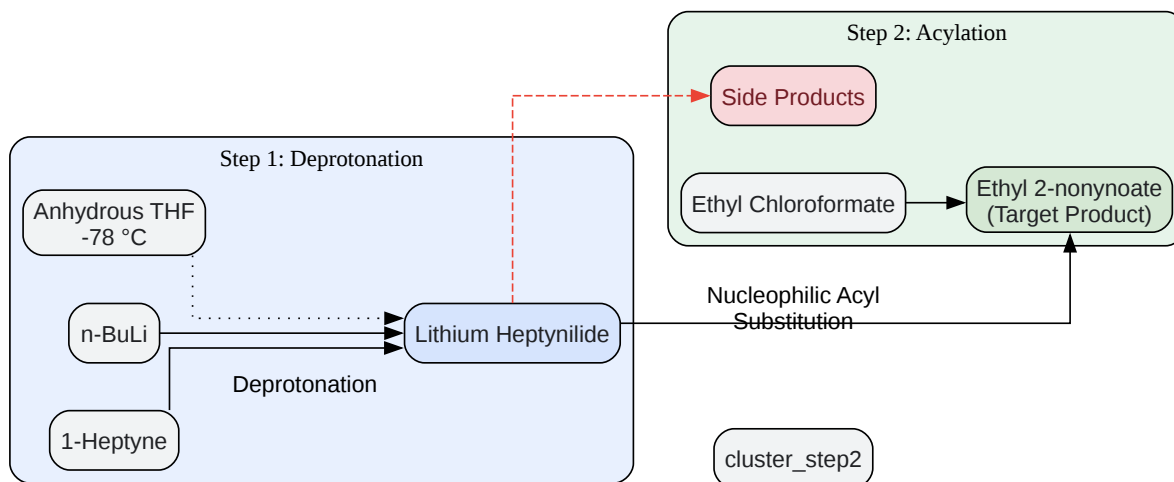 Step 2: Acylation
Side Products
Step 1: Deprotonation
Anhydrous THF
-78 °C
Ethyl Chloroformate
Ethyl 2-nonynoate
(Target Product)
n-BuLi
Lithium Heptynilide
Nucleophilic Acyl
Substitution
Deprotonation
1-Heptyne
cluster_step2